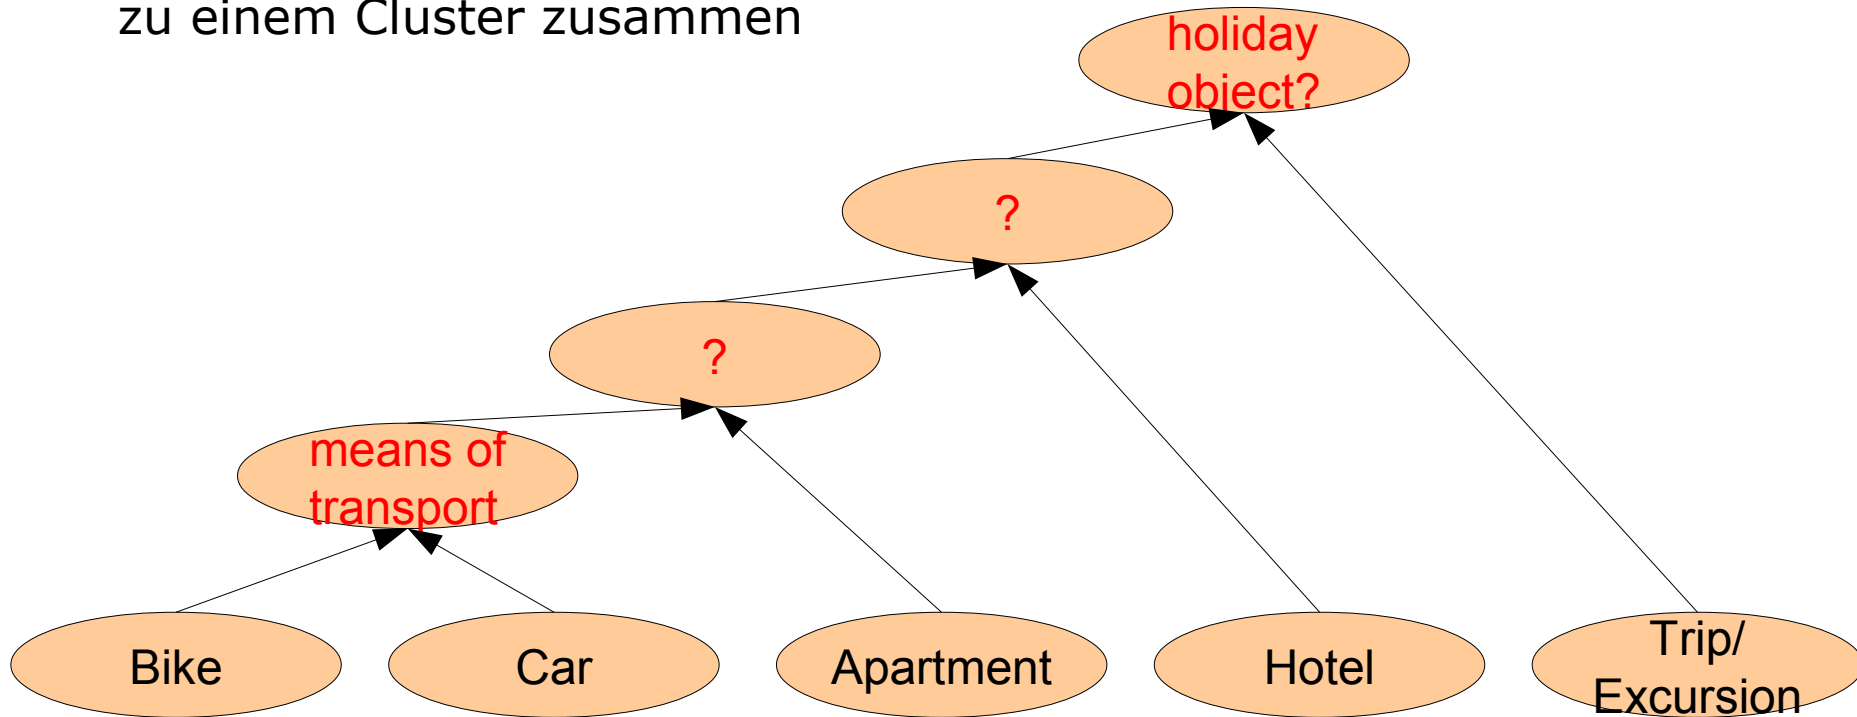 zu einem Cluster zusammen
holiday
object?
?
?
means of
transport
Bike
Car
Apartment
Hotel
Trip/
Excursion